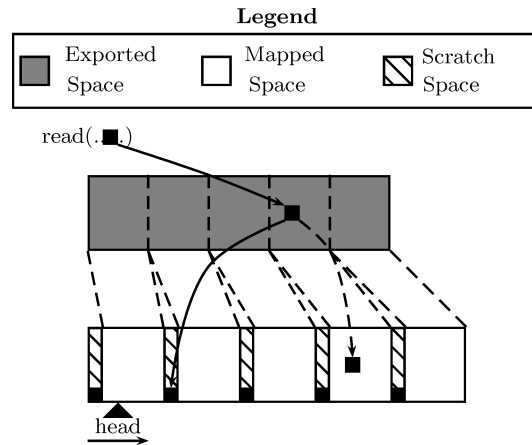 Legend
Exported Space
Mapped Space
Scratch Space
read(. . .)
head